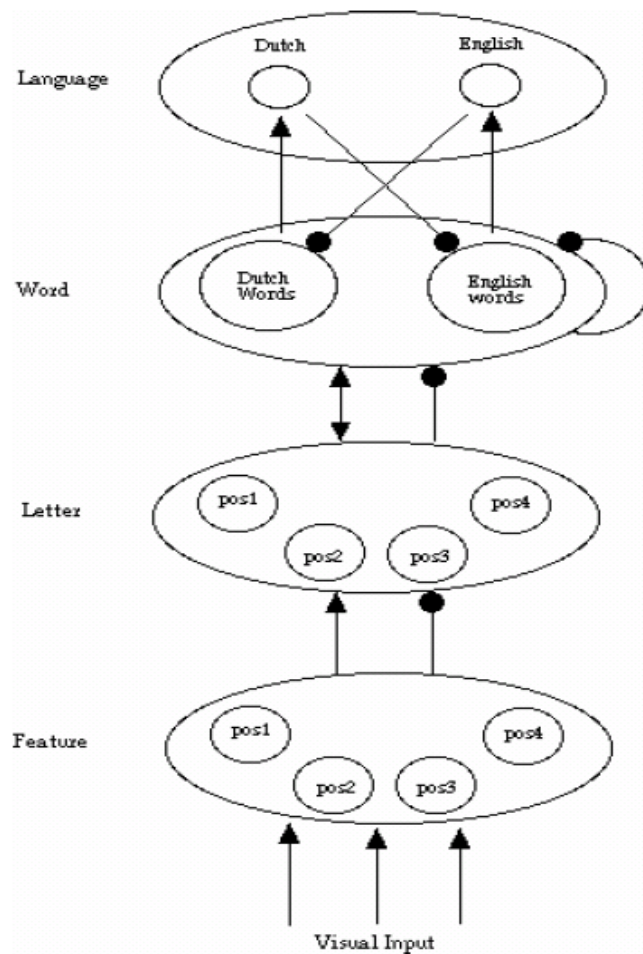 Dutch English
Language
Dutch
Words
English
words
Word
pos1 pos4
Letter
pos2 pos3
pos1 pos4
Feature
pos2 pos3
Visual Input